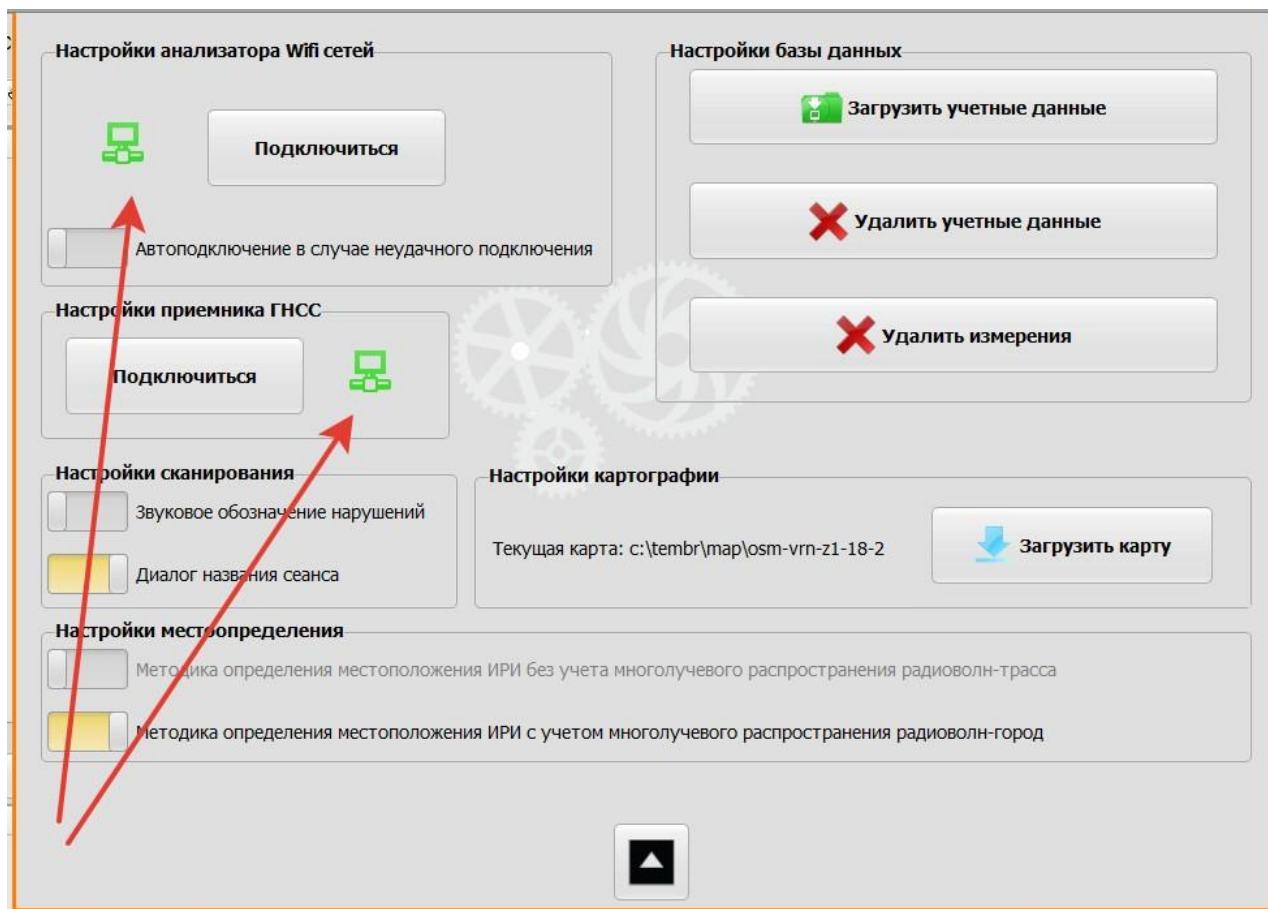 Настройки анализатора Wifi сетей
Подключиться
Автоподключение в случае неудачного подключения
Настройки базы данных
Загрузить учетные данные
Удалить учетные данные
Удалить измерения
Настройки приемника ГНСС
Подключиться
Настройки сканирования
Звуковое обозначение нарушений
Диалог названия сеанса
Настройки картографии
Текущая карта: c:\tembr\map\osm-vrn-z1-18-2
Загрузить карту
Настройки местоопределения
Методика определения местоположения ИРИ без учета многолучевого распространения радиоволн-трасса
Методика определения местоположения ИРИ с учетом многолучевого распространения радиоволн-город